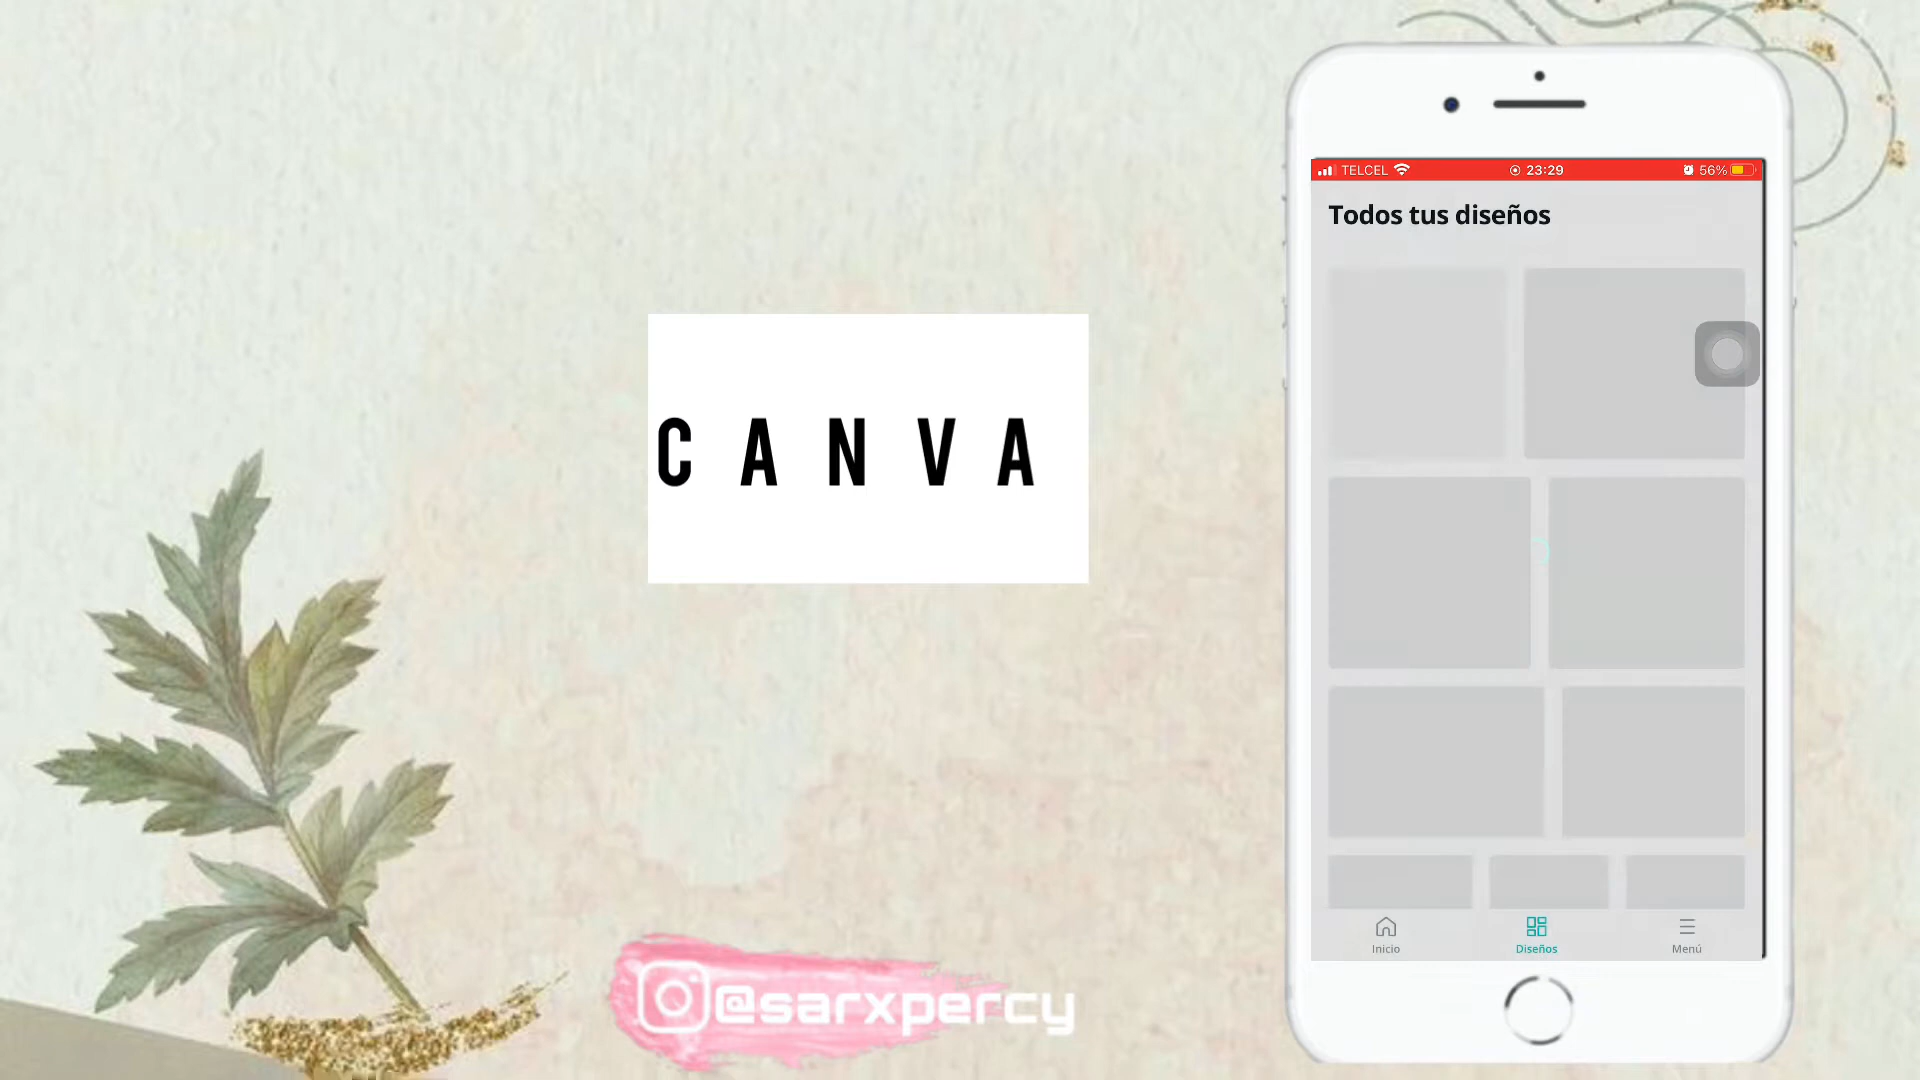 C A N V A
@sarxpercy
TELCEL 23:29 56%
Todos tus diseños
Inicio Diseños Menú